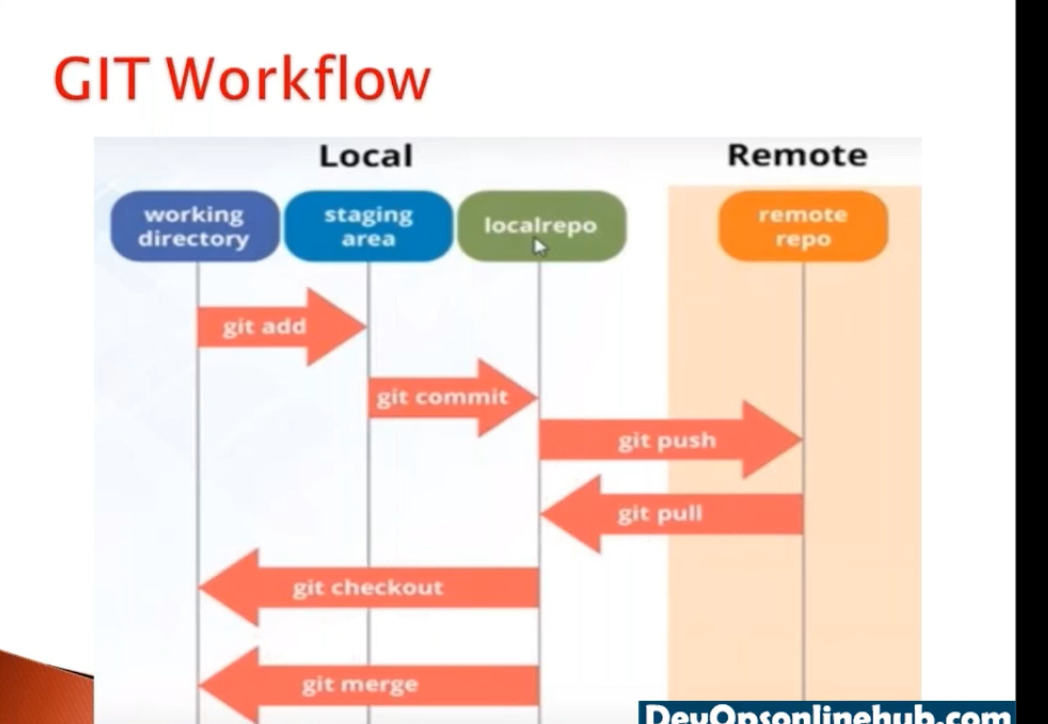 GIT Workflow
Local
Remote
working
directory
staging
area
localrepo
remote
repo
git add
git commit
git push
git pull
git checkout
git merge
DevOpsonlinehub.com